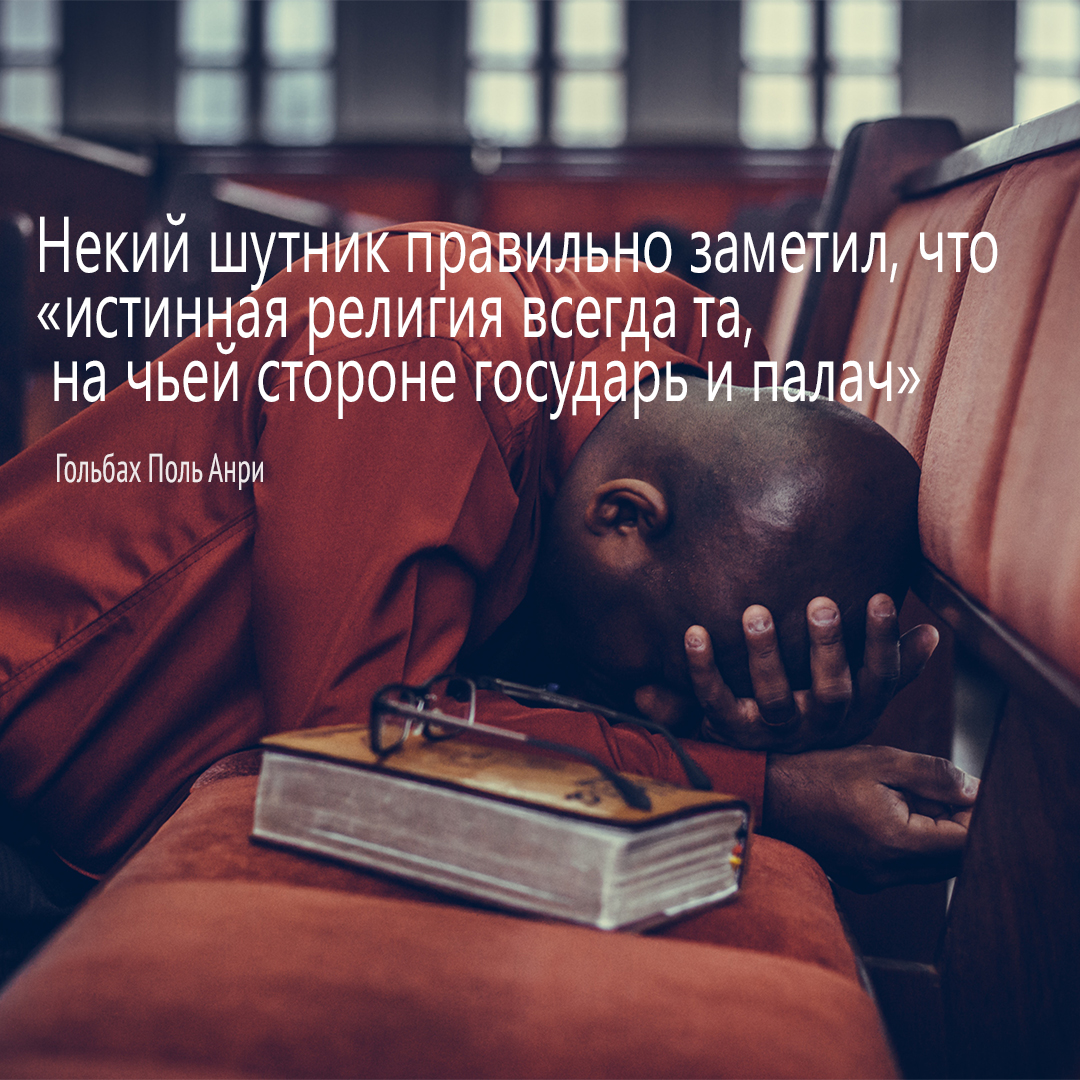 Некий шутник правильно заметил, что
«истинная религия всегда та,
на чьей стороне государь и палач»
Гольбах Поль Анри